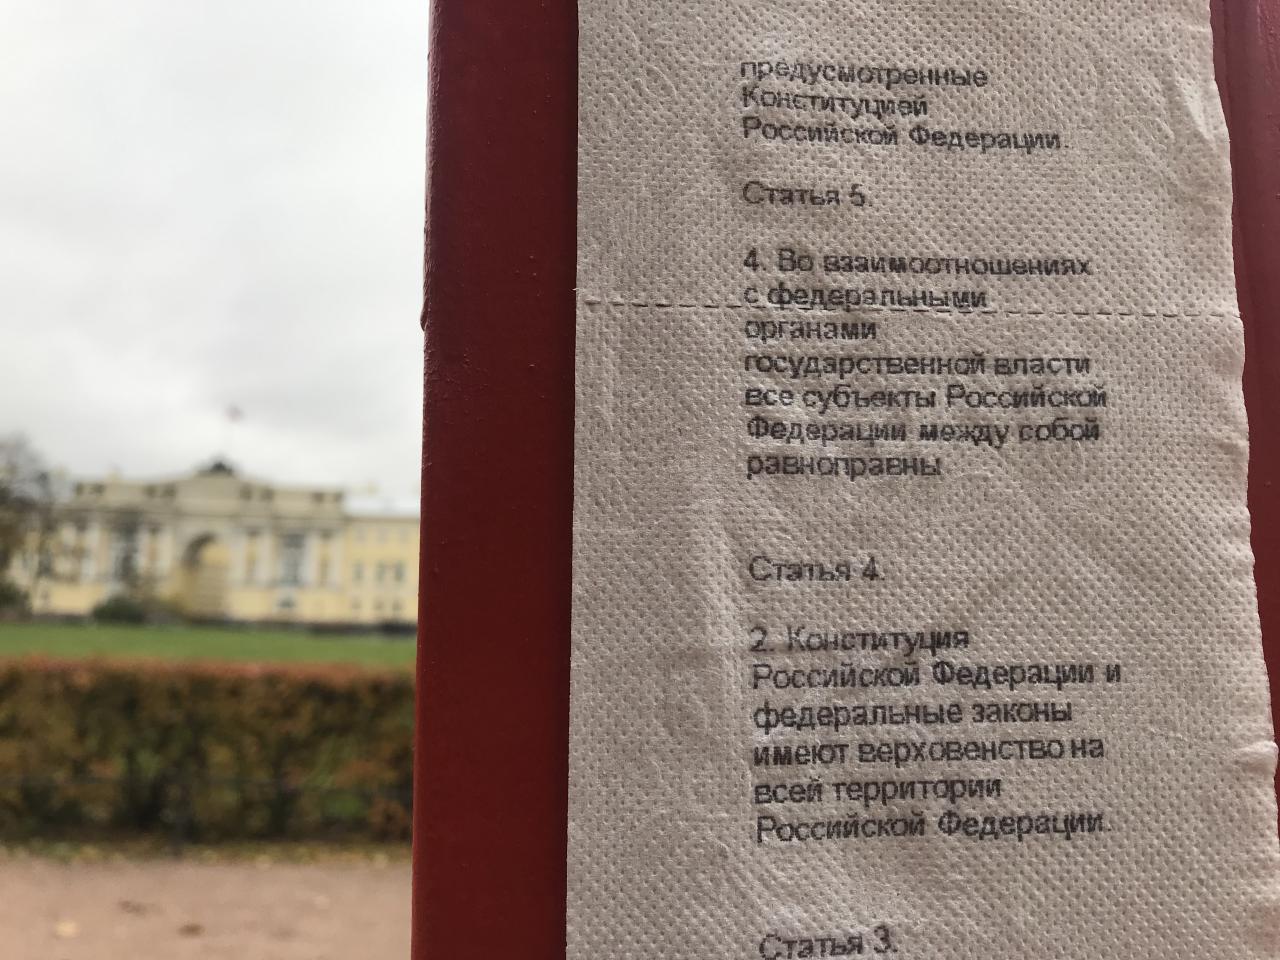 предусмотренные
Конституцией
Российской Федерации.
Статья 5.
4. Во взаимоотношениях
с федеральными
органами
государственной власти
все субъекты Российской
Федерации между собой
равноправны
Статья 4.
2. Конституция
Российской Федерации и
федеральные законы
имеют верховенство на
всей территории
Российской Федерации.
Статья 3.